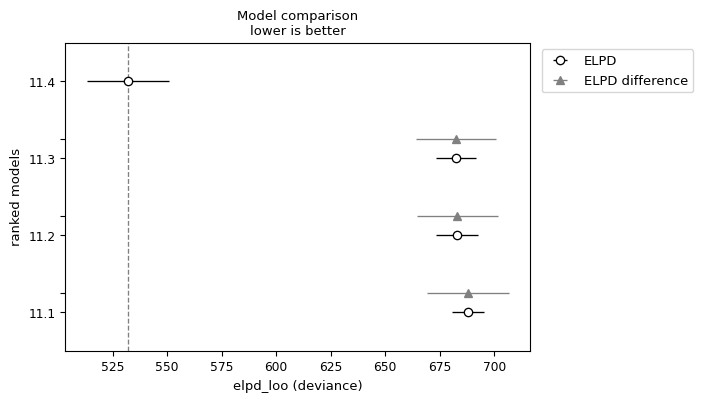 Model comparison
lower is better
ELPD
ELPD difference
11.4
11.3
11.2
11.1
ranked models
525 550 575 600 625 650 675 700
elpd_loo (deviance)